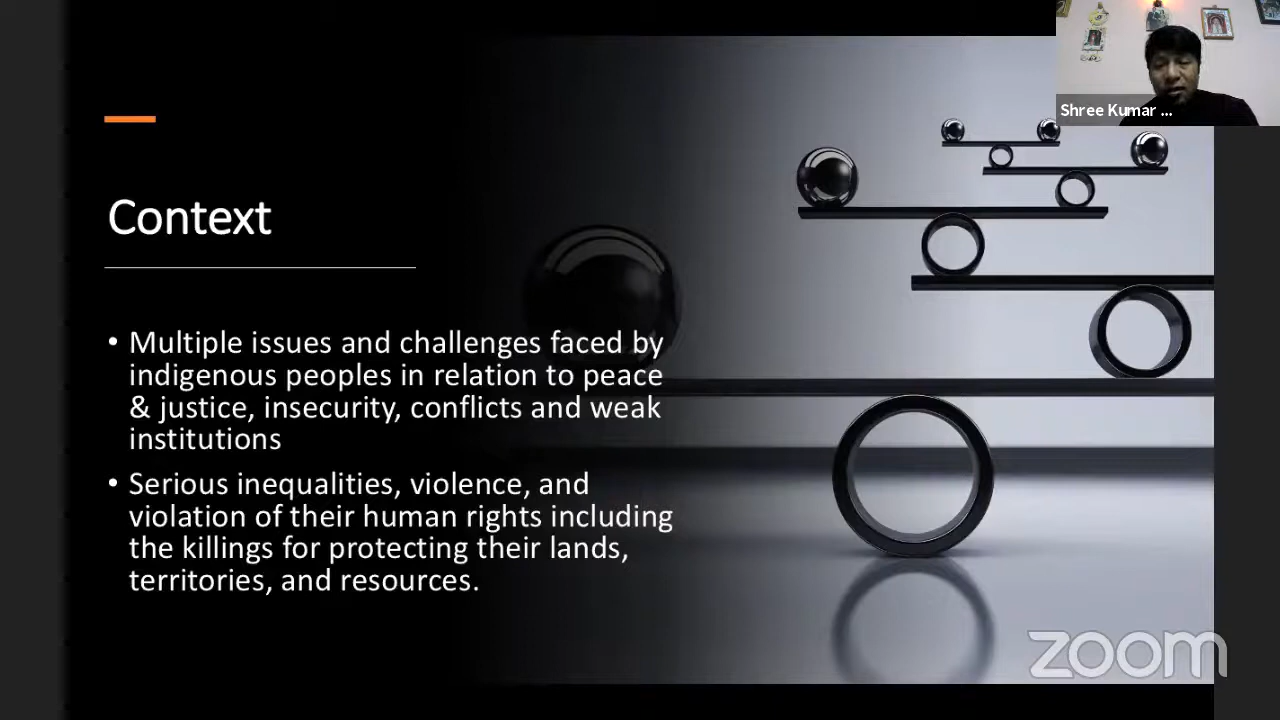 Shree Kumar ...
Context
• Multiple issues and challenges faced by
indigenous peoples in relation to peace
& justice, insecurity, conflicts and weak
institutions
• Serious inequalities, violence, and
violation of their human rights including
the killings for protecting their lands,
territories, and resources.
zoom